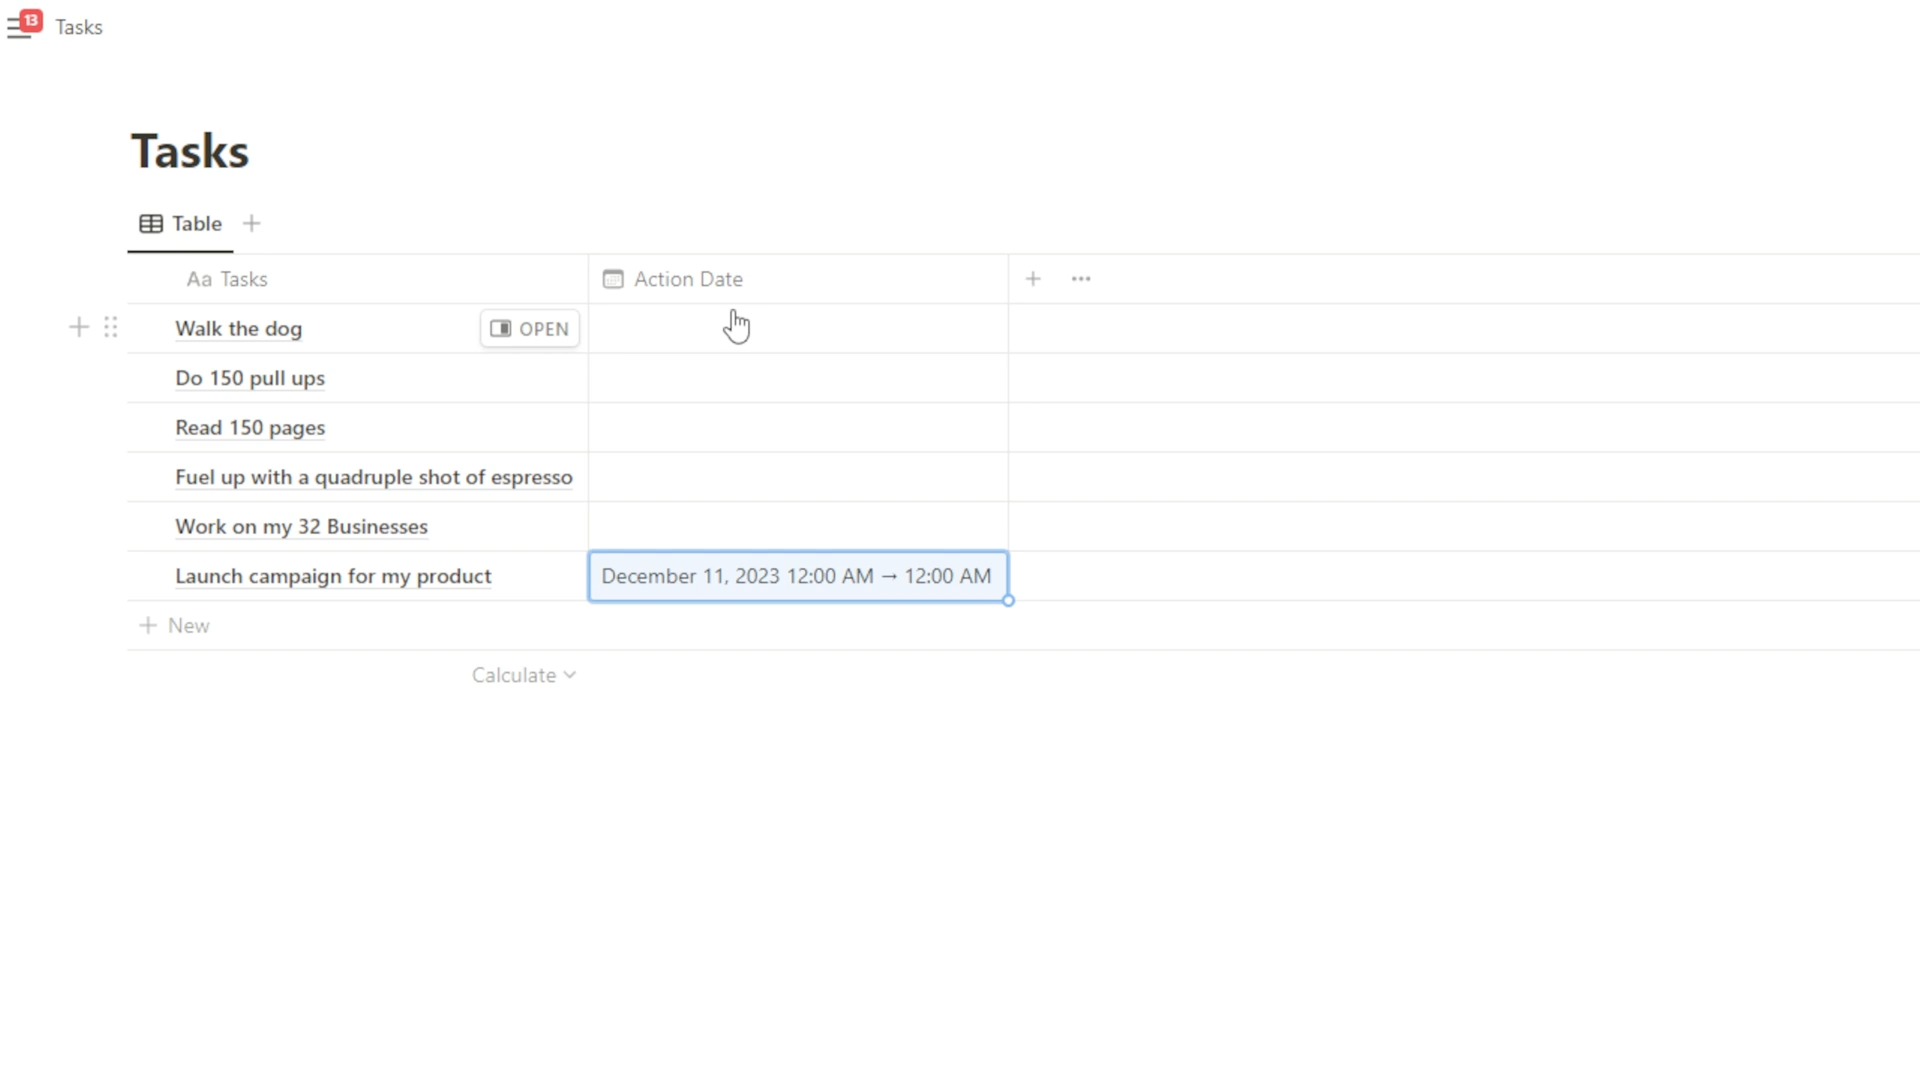 13
Tasks
Tasks
Table
Aa Tasks
Action Date
Walk the dog
OPEN
Do 150 pull ups
Read 150 pages
Fuel up with a quadruple shot of espresso
Work on my 32 Businesses
Launch campaign for my product
December 11, 2023 12:00 AM → 12:00 AM
+ New
Calculate